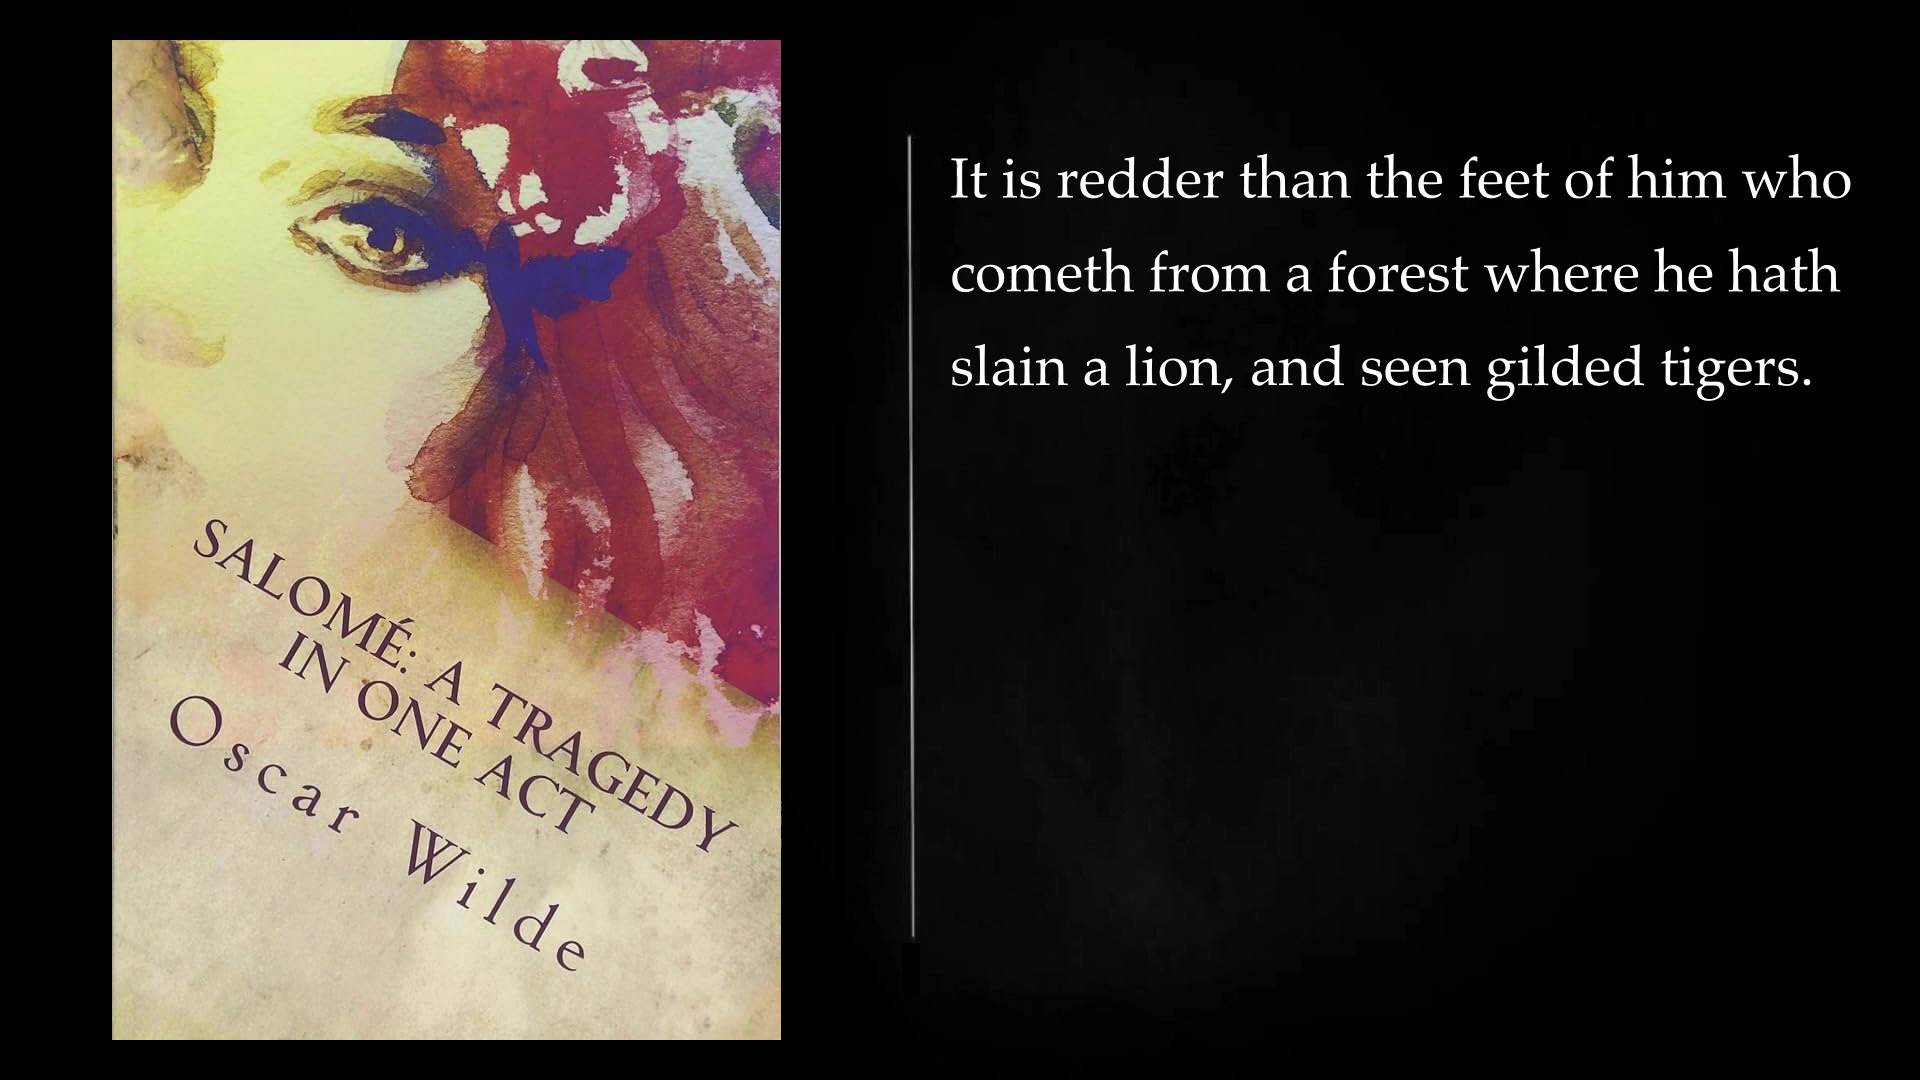 SALOMÉ: A TRAGEDY
IN ONE ACT
Oscar Wilde
It is redder than the feet of him who
cometh from a forest where he hath
slain a lion, and seen gilded tigers.